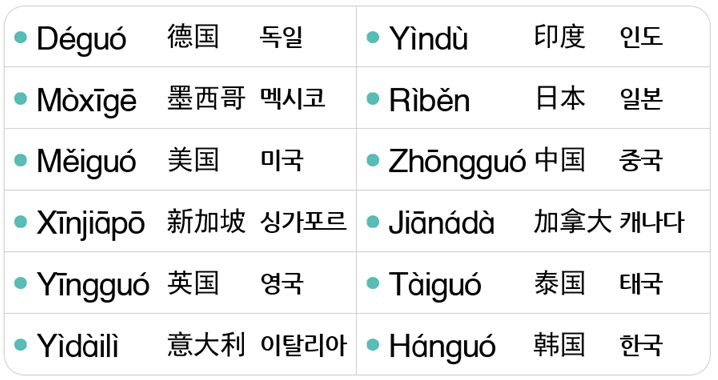 Déguó 德国 독일
Mòxīgē 墨西哥 멕시코
Měiguó 美国 미국
Xīnjiāpō 新加坡 싱가포르
Yīngguó 英国 영국
Yìdàilì 意大利 이탈리아
Yìndù 印度 인도
Rìběn 日本 일본
Zhōngguó 中国 중국
Jiānádà 加拿大 캐나다
Tàiguó 泰国 태국
Hánguó 韩国 한국